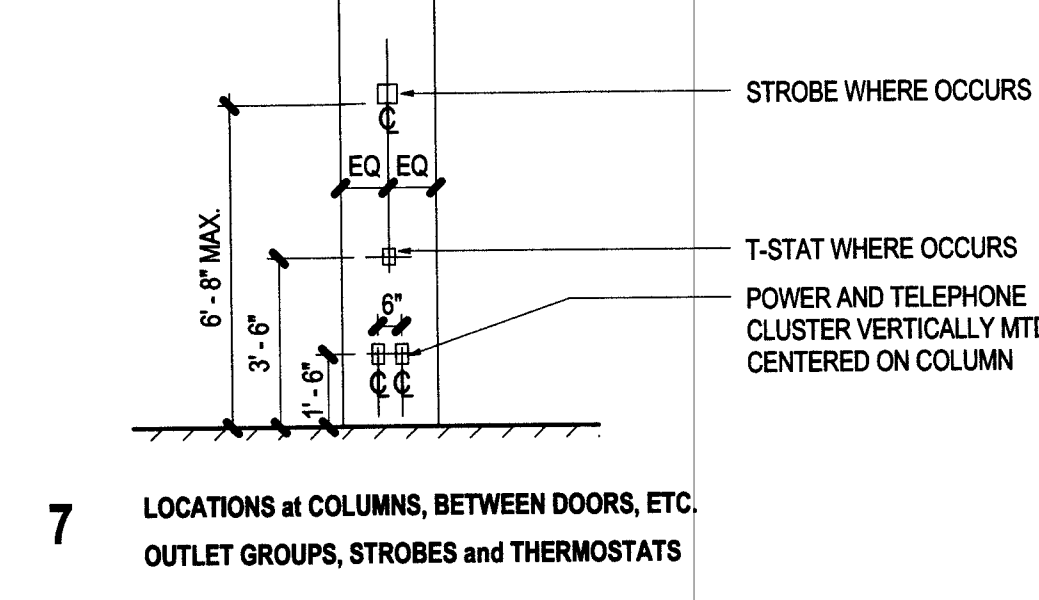 STROBE WHERE OCCURS
℄
EQ EQ
6' - 8" MAX.
T-STAT WHERE OCCURS
3' - 6"
6"
POWER AND TELEPHONE
CLUSTER VERTICALLY MTD
CENTERED ON COLUMN
1' - 6"
℄ ℄
7
LOCATIONS at COLUMNS, BETWEEN DOORS, ETC.
OUTLET GROUPS, STROBES and THERMOSTATS